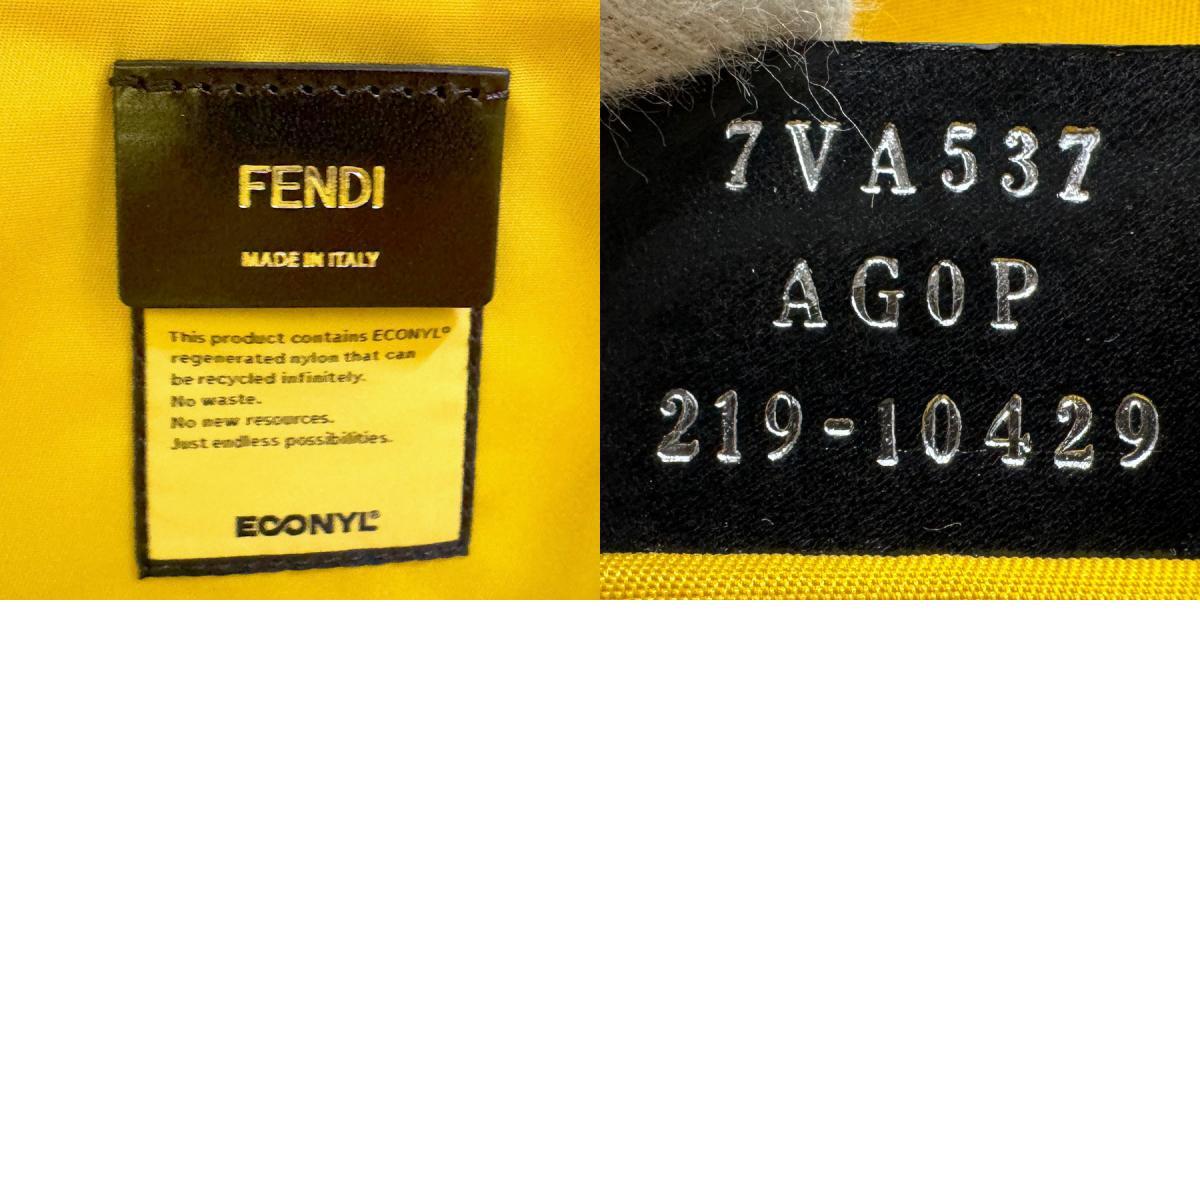 FENDI
MADE IN ITALY
This product contains ECONYL®
regenerated nylon that can
be recycled infinitely.
No waste.
No new resources.
Just endless possibilities.
ECONYL®
7VA537
AG0P
219-10429